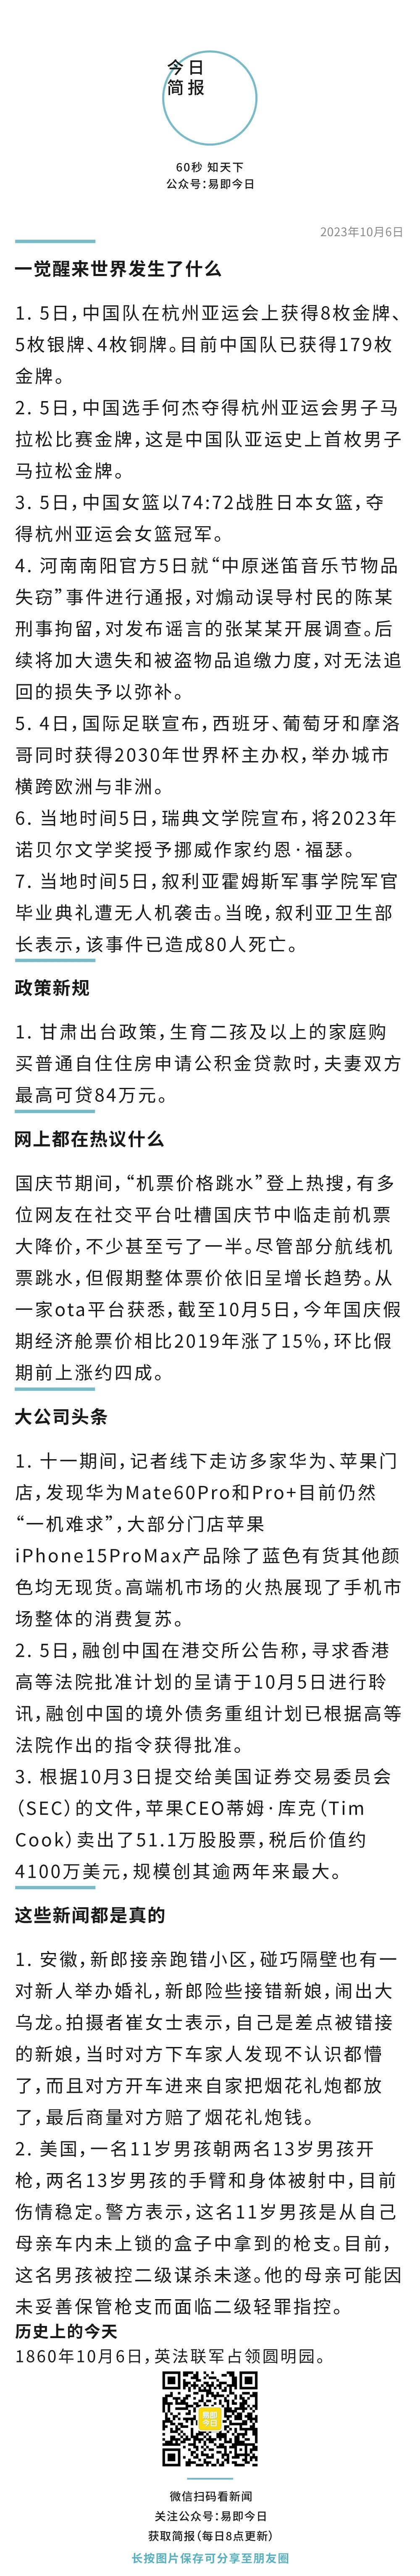 今日
简报
60秒 知天下
公众号：易即今日
2023年10月6日
一觉醒来世界发生了什么
1. 5日，中国队在杭州亚运会上获得8枚金牌、
5枚银牌、4枚铜牌。目前中国队已获得179枚
金牌。
2. 5日，中国选手何杰夺得杭州亚运会男子马
拉松比赛金牌，这是中国队亚运史上首枚男子
马拉松金牌。
3. 5日，中国女篮以74:72战胜日本女篮，夺
得杭州亚运会女篮冠军。
4. 河南南阳官方5日就“中原迷笛音乐节物品
失窃”事件进行通报，对煽动误导村民的陈某
刑事拘留，对发布谣言的张某某开展调查。后
续将加大遗失和被盗物品追缴力度，对无法追
回的损失予以弥补。
5. 4日，国际足联宣布，西班牙、葡萄牙和摩洛
哥同时获得2030年世界杯主办权，举办城市
横跨欧洲与非洲。
6. 当地时间5日，瑞典文学院宣布，将2023年
诺贝尔文学奖授予挪威作家约恩·福瑟。
7. 当地时间5日，叙利亚霍姆斯军事学院军官
毕业典礼遭无人机袭击。当晚，叙利亚卫生部
长表示，该事件已造成80人死亡。
政策新规
1. 甘肃出台政策，生育二孩及以上的家庭购
买普通自住住房申请公积金贷款时，夫妻双方
最高可贷84万元。
网上都在热议什么
国庆节期间，“机票价格跳水”登上热搜，有多
位网友在社交平台吐槽国庆节中临走前机票
大降价，不少甚至亏了一半。尽管部分航线机
票跳水，但假期整体票价依旧呈增长趋势。从
一家ota平台获悉，截至10月5日，今年国庆假
期经济舱票价相比2019年涨了15%，环比假
期前上涨约四成。
大公司头条
1. 十一期间，记者线下走访多家华为、苹果门
店，发现华为Mate60Pro和Pro+目前仍然
“一机难求”，大部分门店苹果
iPhone15ProMax产品除了蓝色有货其他颜
色均无现货。高端机市场的火热展现了手机市
场整体的消费复苏。
2. 5日，融创中国在港交所公告称，寻求香港
高等法院批准计划的呈请于10月5日进行聆
讯，融创中国的境外债务重组计划已根据高等
法院作出的指令获得批准。
3. 根据10月3日提交给美国证券交易委员会
（SEC）的文件，苹果CEO蒂姆·库克（Tim
Cook）卖出了51.1万股股票，税后价值约
4100万美元，规模创其逾两年来最大。
这些新闻都是真的
1. 安徽，新郎接亲跑错小区，碰巧隔壁也有一
对新人举办婚礼，新郎险些接错新娘，闹出大
乌龙。拍摄者崔女士表示，自己是差点被错接
的新娘，当时对方下车家人发现不认识都懵
了，而且对方开车进来自家把烟花礼炮都放
了，最后商量对方赔了烟花礼炮钱。
2. 美国，一名11岁男孩朝两名13岁男孩开
枪，两名13岁男孩的手臂和身体被射中，目前
伤情稳定。警方表示，这名11岁男孩是从自己
母亲车内未上锁的盒子中拿到的枪支。目前，
这名男孩被控二级谋杀未遂。他的母亲可能因
未妥善保管枪支而面临二级轻罪指控。
历史上的今天
1860年10月6日，英法联军占领圆明园。
易即
今日
微信扫码看新闻
关注公众号：易即今日
获取简报（每日8点更新）
长按图片保存可分享至朋友圈